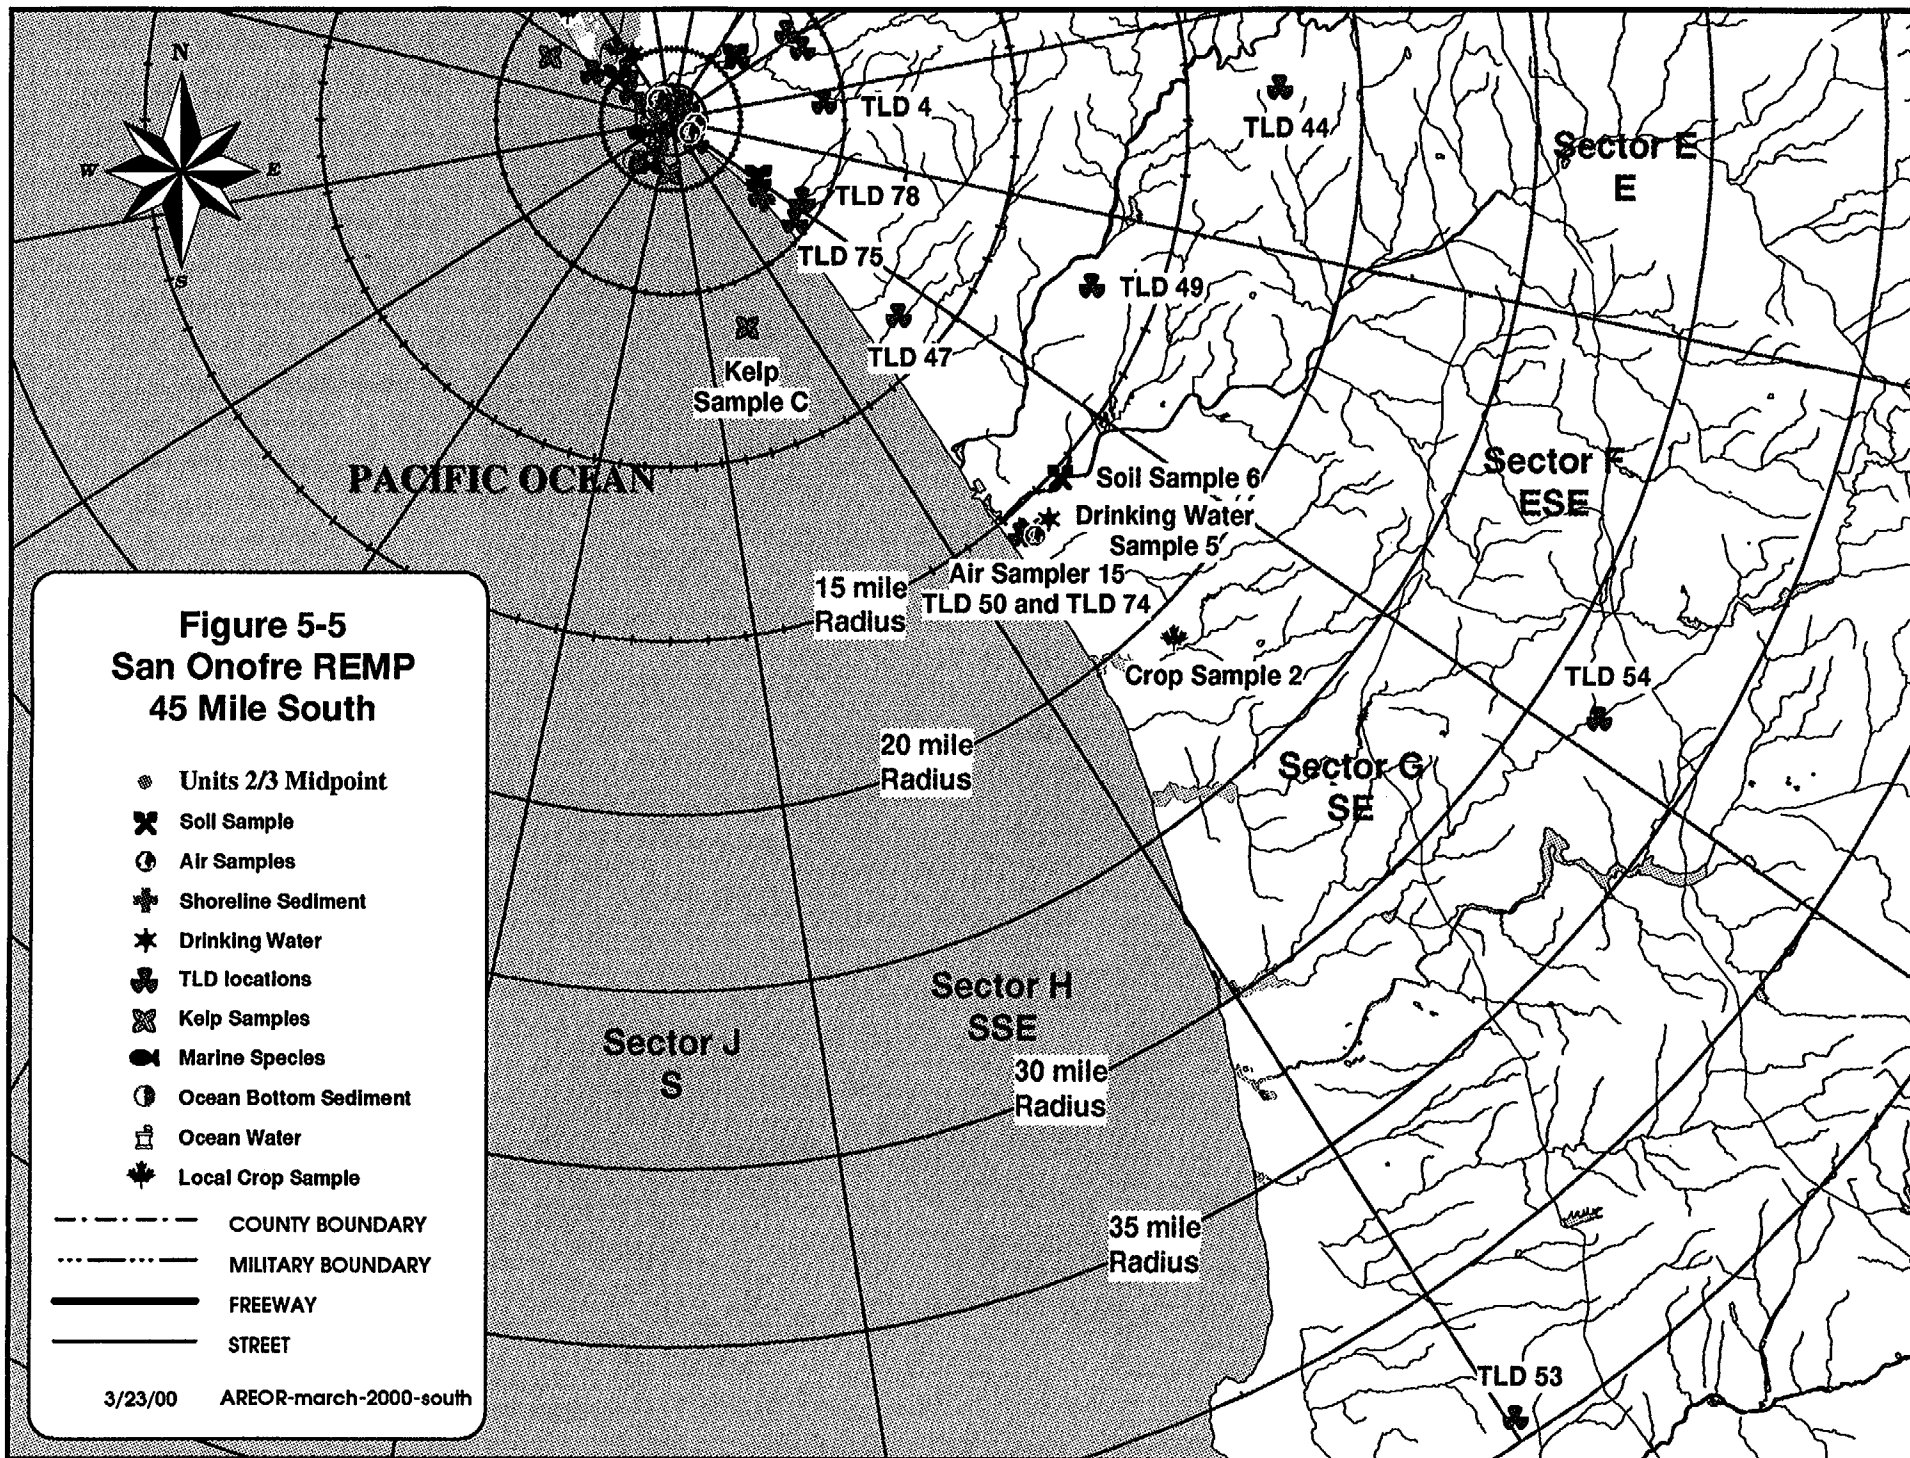 N
W
E
S
TLD 4
TLD 44
Sector E
E
TLD 78
TLD 75
TLD 49
TLD 47
Kelp
Sample C
PACIFIC OCEAN
Sector F
ESE
Soil Sample 6
Drinking Water
Sample 5
Air Sampler 15
TLD 50 and TLD 74
15 mile
Radius
Crop Sample 2
TLD 54
20 mile
Radius
Sector G
SE
Sector H
SSE
Sector J
S
30 mile
Radius
35 mile
Radius
TLD 53
Figure 5-5
San Onofre REMP
45 Mile South
Units 2/3 Midpoint
Soil Sample
Air Samples
Shoreline Sediment
Drinking Water
TLD locations
Kelp Samples
Marine Species
Ocean Bottom Sediment
Ocean Water
Local Crop Sample
COUNTY BOUNDARY
MILITARY BOUNDARY
FREEWAY
STREET
3/23/00 AREOR-march-2000-south